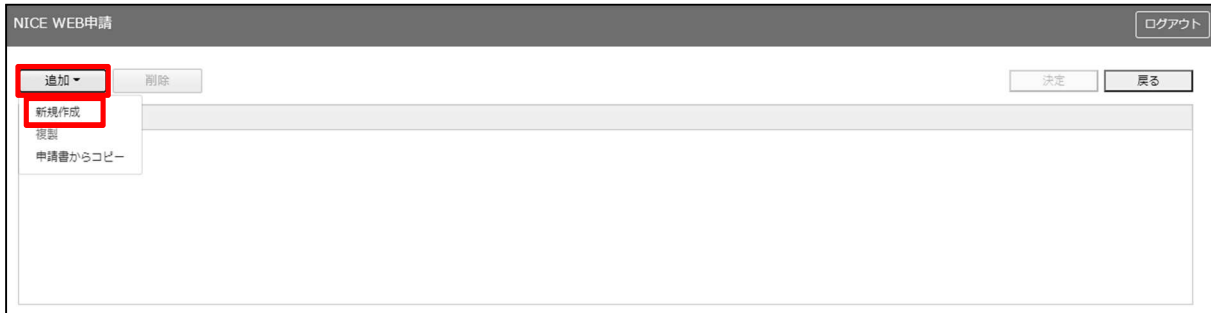 NICE WEB申請
ログアウト
追加
削除
決定
戻る
新規作成
複製
申請書からコピー